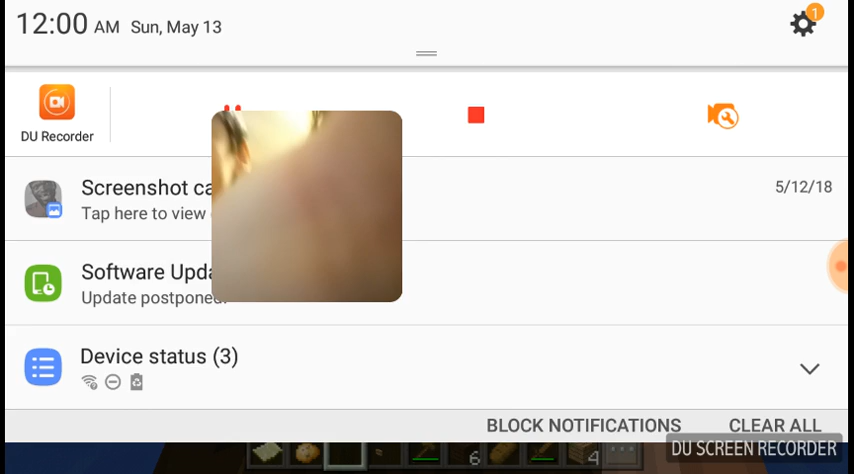 12:00 AM Sun, May 13
1
DU Recorder
Screenshot ca
5/12/18
Tap here to view
Software Upda
Update postponed.
Device status (3)
BLOCK NOTIFICATIONS CLEAR ALL
DU SCREEN RECORDER
6 4